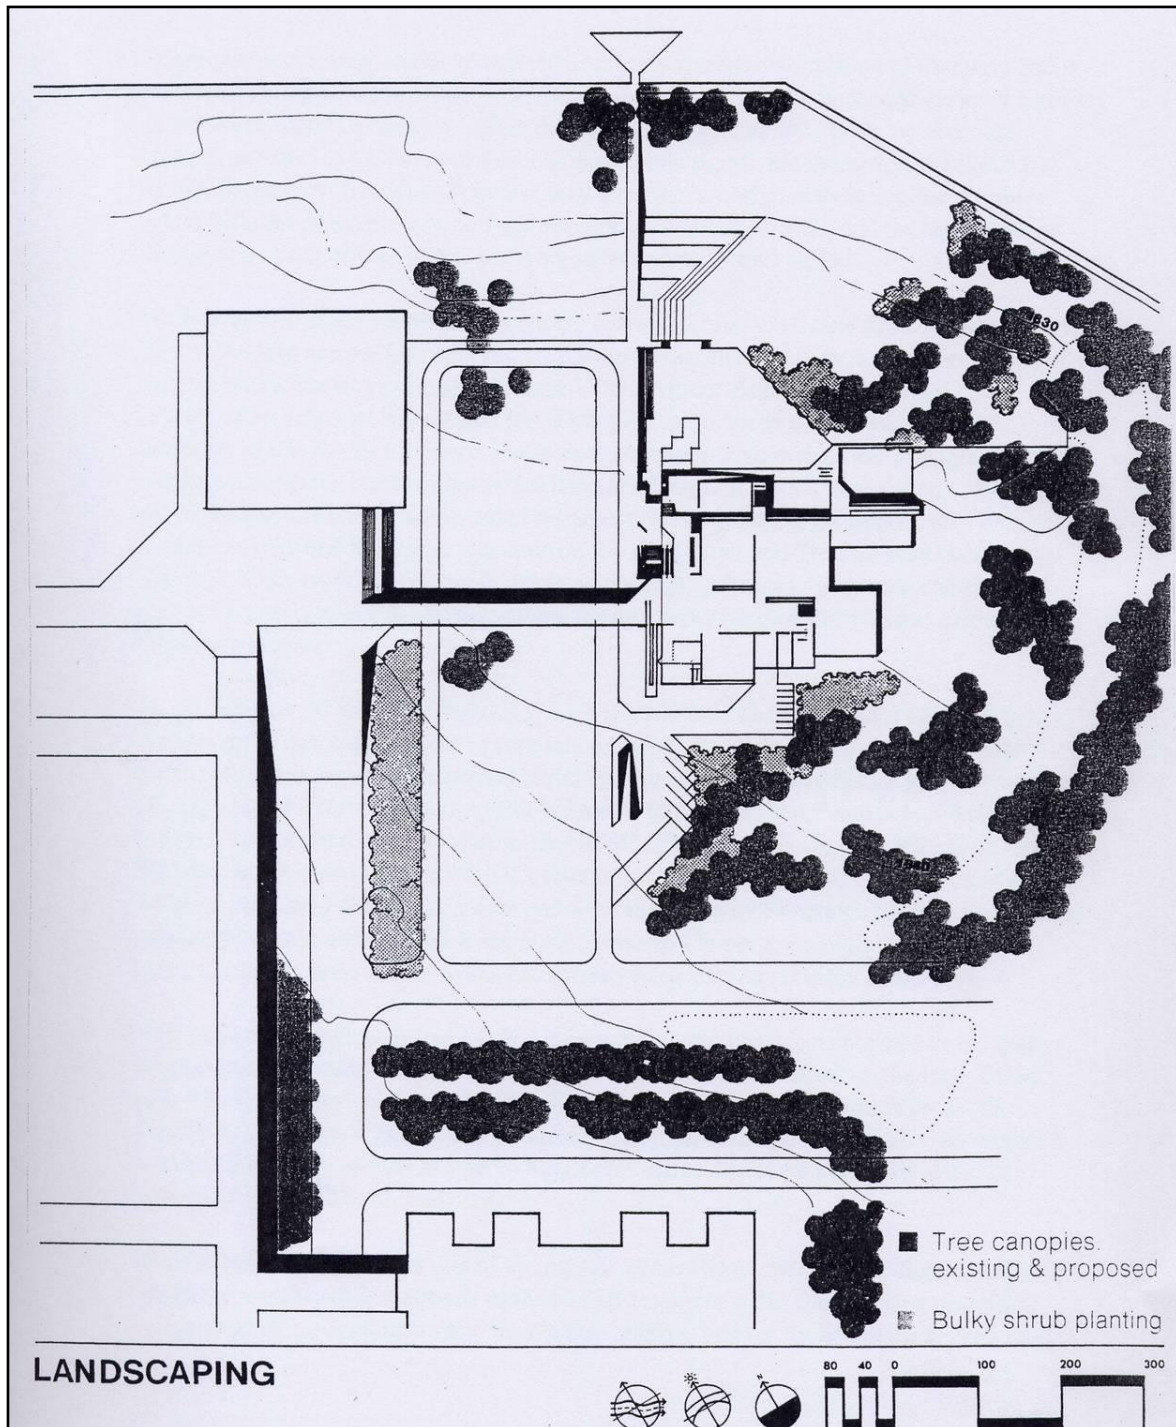 1830
Tree canopies.
existing & proposed
Bulky shrub planting
LANDSCAPING
N
80 40 0 100 200 300